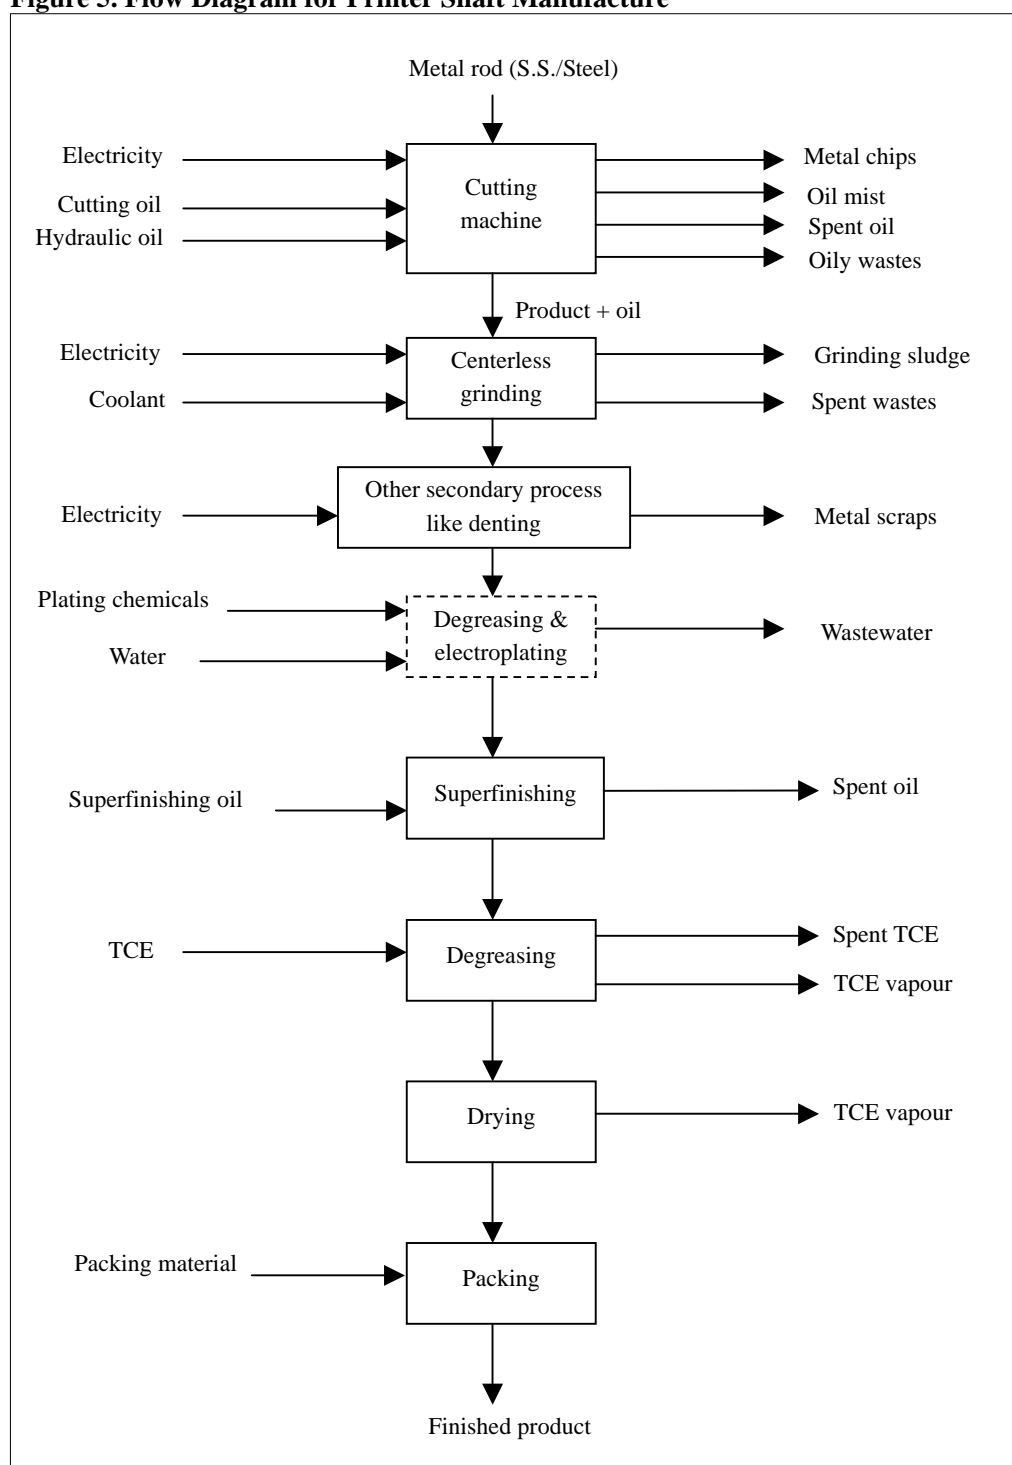 Figure 5. Flow Diagram for Printer Shaft Manufacture
Metal rod (S.S./Steel)
Electricity
Cutting oil
Hydraulic oil
Cutting
machine
Metal chips
Oil mist
Spent oil
Oily wastes
Product + oil
Electricity
Coolant
Centerless
grinding
Grinding sludge
Spent wastes
Electricity
Other secondary process
like denting
Metal scraps
Plating chemicals
Water
Degreasing &
electroplating
Wastewater
Superfinishing oil
Superfinishing
Spent oil
TCE
Degreasing
Spent TCE
TCE vapour
Drying
TCE vapour
Packing material
Packing
Finished product